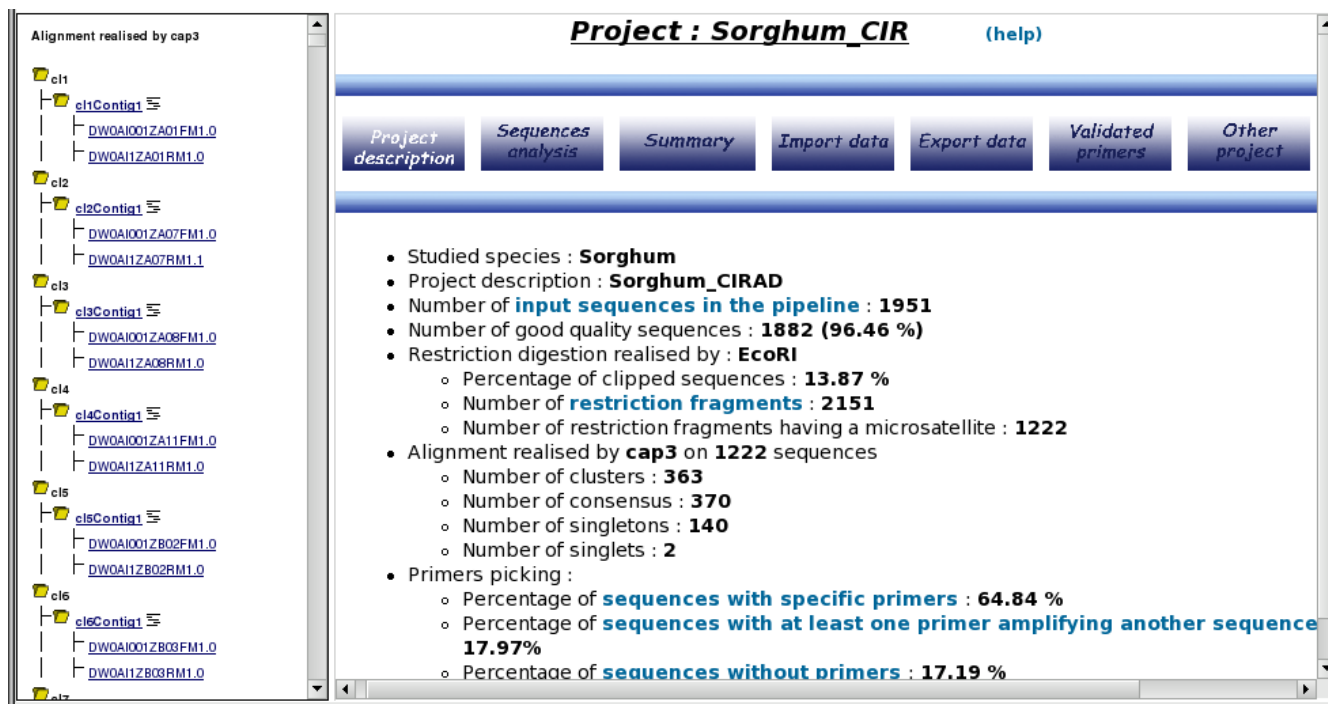 Alignment realised by cap3
cl1
cl1Contig1
DW0AI001ZA01FM1.0
DW0AI1ZA01RM1.0
cl2
cl2Contig1
DW0AI001ZA07FM1.0
DW0AI1ZA07RM1.1
cl3
cl3Contig1
DW0AI001ZA08FM1.0
DW0AI1ZA08RM1.0
cl4
cl4Contig1
DW0AI001ZA11FM1.0
DW0AI1ZA11RM1.0
cl5
cl5Contig1
DW0AI001ZB02FM1.0
DW0AI1ZB02RM1.0
cl6
cl6Contig1
DW0AI001ZB03FM1.0
DW0AI1ZB03RM1.0
cl7
Project : Sorghum_CIR (help)
Project description
Sequences analysis
Summary
Import data
Export data
Validated primers
Other project
Studied species : Sorghum
Project description : Sorghum_CIRAD
Number of input sequences in the pipeline : 1951
Number of good quality sequences : 1882 (96.46 %)
Restriction digestion realised by : EcoRI
Percentage of clipped sequences : 13.87 %
Number of restriction fragments : 2151
Number of restriction fragments having a microsatellite : 1222
Alignment realised by cap3 on 1222 sequences
Number of clusters : 363
Number of consensus : 370
Number of singletons : 140
Number of singlets : 2
Primers picking :
Percentage of sequences with specific primers : 64.84 %
Percentage of sequences with at least one primer amplifying another sequence
17.97%
Percentage of sequences without primers : 17.19 %